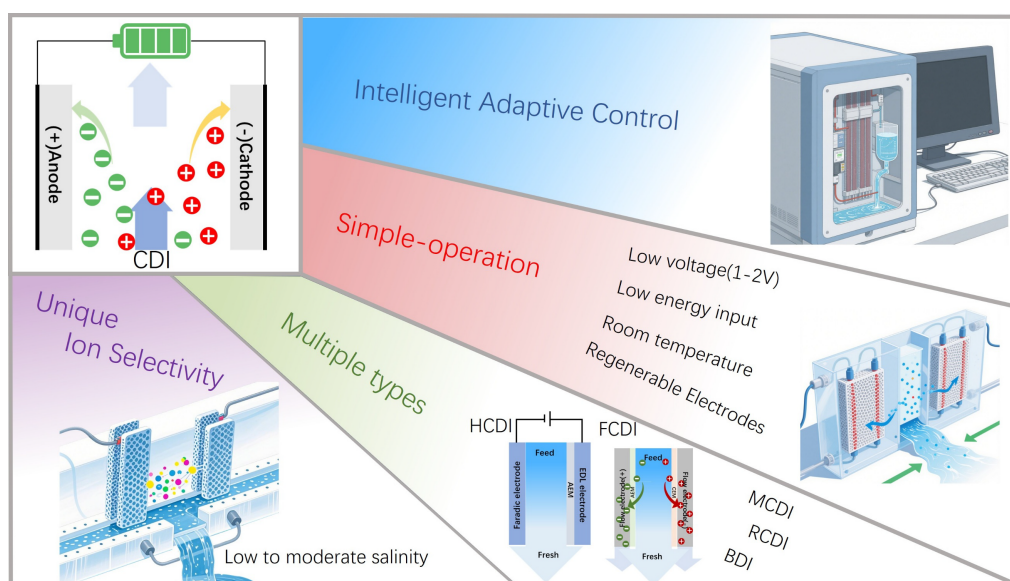 (+)Anode
(-)Cathode
CDI
Intelligent Adaptive Control
Simple-operation
Low voltage(1-2V)
Low energy input
Room temperature
Regenerable Electrodes
Unique
Ion Selectivity
Low to moderate salinity
Multiple types
HCDI
Faradic electrode
Feed
AEM
EDL electrode
Fresh
FCDI
Flow electrode(+)
Feed
Fresh
MCDI
RCDI
BDI